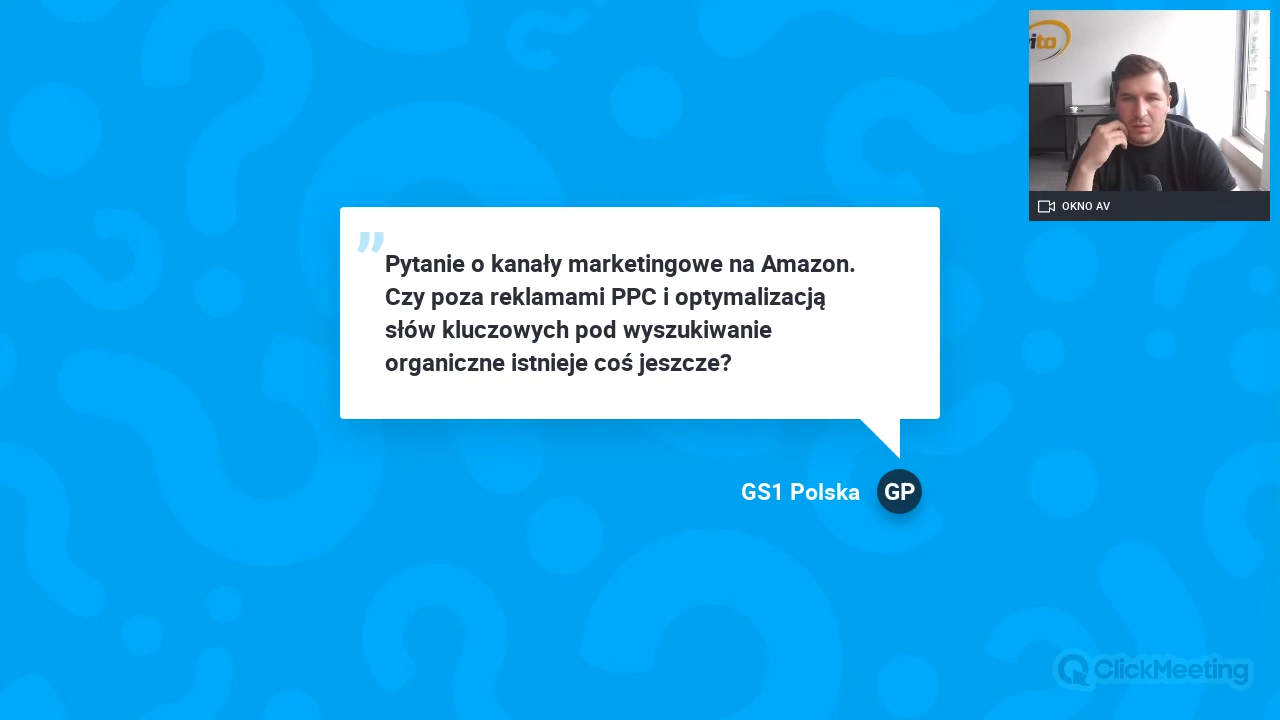 ito
OKNO AV
”
Pytanie o kanały marketingowe na Amazon.
Czy poza reklamami PPC i optymalizacją
słów kluczowych pod wyszukiwanie
organiczne istnieje coś jeszcze?
GS1 Polska
GP
ClickMeeting